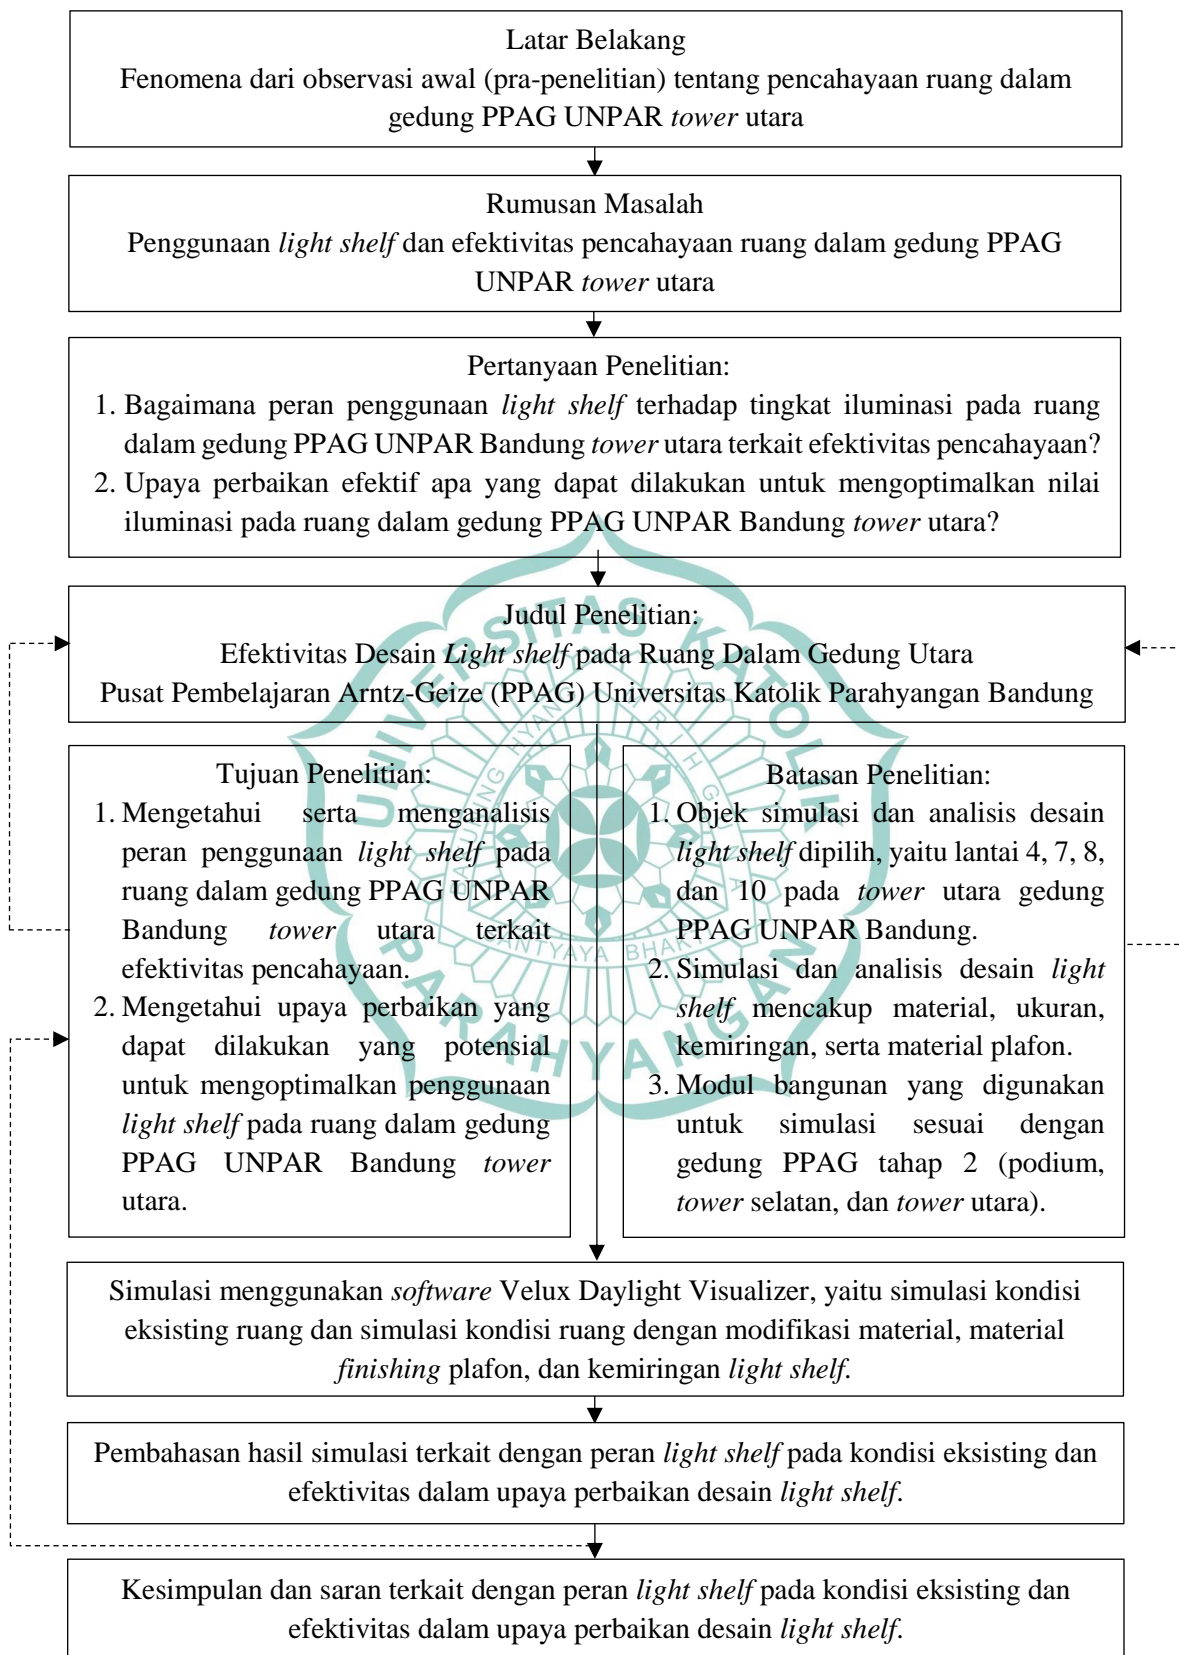 Latar Belakang
Fenomena dari observasi awal (pra-penelitian) tentang pencahayaan ruang dalam
gedung PPAG UNPAR tower utara
Rumusan Masalah
Penggunaan light shelf dan efektivitas pencahayaan ruang dalam gedung PPAG
UNPAR tower utara
Pertanyaan Penelitian:
1. Bagaimana peran penggunaan light shelf terhadap tingkat iluminasi pada ruang
dalam gedung PPAG UNPAR Bandung tower utara terkait efektivitas pencahayaan?
2. Upaya perbaikan efektif apa yang dapat dilakukan untuk mengoptimalkan nilai
iluminasi pada ruang dalam gedung PPAG UNPAR Bandung tower utara?
Judul Penelitian:
Efektivitas Desain Light shelf pada Ruang Dalam Gedung Utara
Pusat Pembelajaran Arntz-Geize (PPAG) Universitas Katolik Parahyangan Bandung
Tujuan Penelitian:
1. Mengetahui serta menganalisis
peran penggunaan light shelf pada
ruang dalam gedung PPAG UNPAR
Bandung tower utara terkait
efektivitas pencahayaan.
2. Mengetahui upaya perbaikan yang
dapat dilakukan yang potensial
untuk mengoptimalkan penggunaan
light shelf pada ruang dalam gedung
PPAG UNPAR Bandung tower
utara.
Batasan Penelitian:
1. Objek simulasi dan analisis desain
light shelf dipilih, yaitu lantai 4, 7, 8,
dan 10 pada tower utara gedung
PPAG UNPAR Bandung.
2. Simulasi dan analisis desain light
shelf mencakup material, ukuran,
kemiringan, serta material plafon.
3. Modul bangunan yang digunakan
untuk simulasi sesuai dengan
gedung PPAG tahap 2 (podium,
tower selatan, dan tower utara).
Simulasi menggunakan software Velux Daylight Visualizer, yaitu simulasi kondisi
eksisting ruang dan simulasi kondisi ruang dengan modifikasi material, material
finishing plafon, dan kemiringan light shelf.
Pembahasan hasil simulasi terkait dengan peran light shelf pada kondisi eksisting dan
efektivitas dalam upaya perbaikan desain light shelf.
Kesimpulan dan saran terkait dengan peran light shelf pada kondisi eksisting dan
efektivitas dalam upaya perbaikan desain light shelf.
UNIVERSITAS KATOLIK
PARAHYANGAN